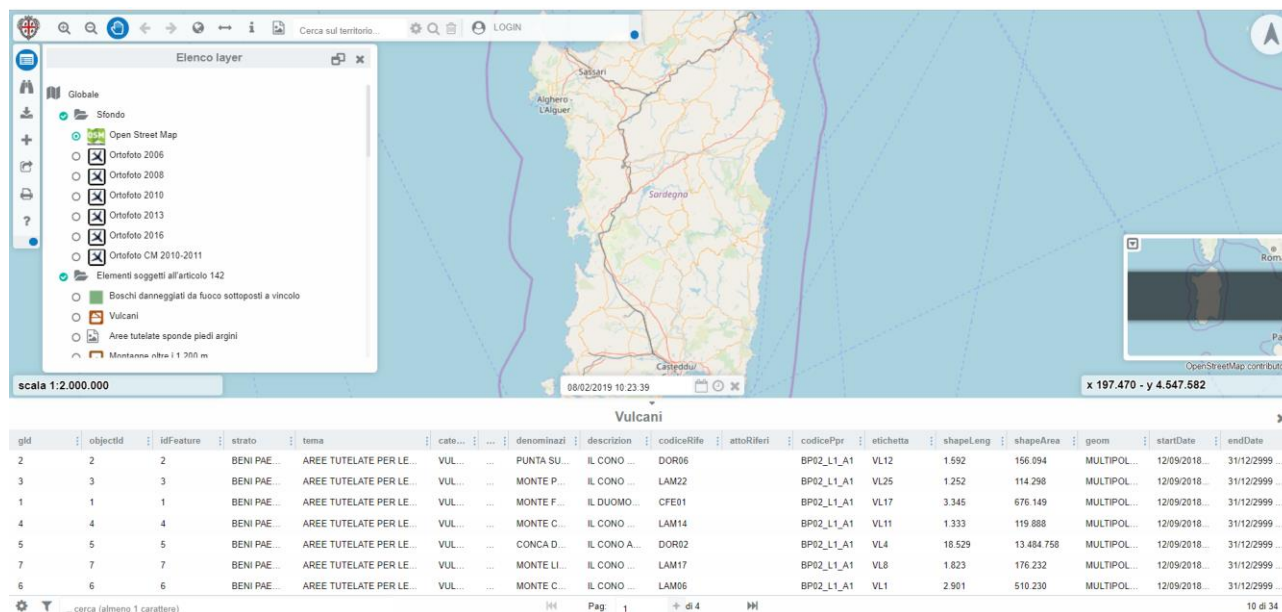 Cerca sul territorio...
LOGIN
Elenco layer
Globale
Sfondo
OSM
Open Street Map
Ortofoto 2006
Ortofoto 2008
Ortofoto 2010
Ortofoto 2013
Ortofoto 2016
Ortofoto CM 2010-2011
Elementi soggetti all'articolo 142
Boschi danneggiati da fuoco sottoposti a vincolo
Vulcani
Aree tutelate sponde piedi argini
Montagne oltre i 1.200 m
Sassari
Alghero
L'Alguer
Sardegna
Casteddu/
Roma
OpenStreetMap contributo
scala 1:2.000.000
08/02/2019 10:23:39
x 197.470 - y 4.547.582
Vulcani
gId objectId idFeature strato tema cate... ... denominazi descrizion codiceRife attoRiferi codicePpr etichetta shapeLeng shapeArea geom startDate endDate
2 2 2 BENI PAE... AREE TUTELATE PER LE... VUL... ... PUNTA SU... IL CONO ... DOR06 BP02_L1_A1 VL12 1.592 156.094 MULTIPOL... 12/09/2018... 31/12/2999 ...
3 3 3 BENI PAE... AREE TUTELATE PER LE... VUL... ... MONTE P... IL CONO ... LAM22 BP02_L1_A1 VL25 1.252 114.298 MULTIPOL... 12/09/2018... 31/12/2999 ...
1 1 1 BENI PAE... AREE TUTELATE PER LE... VUL... ... MONTE F... IL DUOMO... CFE01 BP02_L1_A1 VL17 3.345 676.149 MULTIPOL... 12/09/2018... 31/12/2999 ...
4 4 4 BENI PAE... AREE TUTELATE PER LE... VUL... ... MONTE C... IL CONO ... LAM14 BP02_L1_A1 VL11 1.333 119.888 MULTIPOL... 12/09/2018... 31/12/2999 ...
5 5 5 BENI PAE... AREE TUTELATE PER LE... VUL... ... CONCA D... IL CONO A... DOR02 BP02_L1_A1 VL4 18.529 13.484.758 MULTIPOL... 12/09/2018... 31/12/2999 ...
7 7 7 BENI PAE... AREE TUTELATE PER LE... VUL... ... MONTE LI... IL CONO ... LAM17 BP02_L1_A1 VL8 1.823 176.232 MULTIPOL... 12/09/2018... 31/12/2999 ...
6 6 6 BENI PAE... AREE TUTELATE PER LE... VUL... ... MONTE C... IL CONO ... LAM06 BP02_L1_A1 VL1 2.901 510.230 MULTIPOL... 12/09/2018... 31/12/2999 ...
... cerca (almeno 1 carattere) Pag: 1 di 4 10 di 34